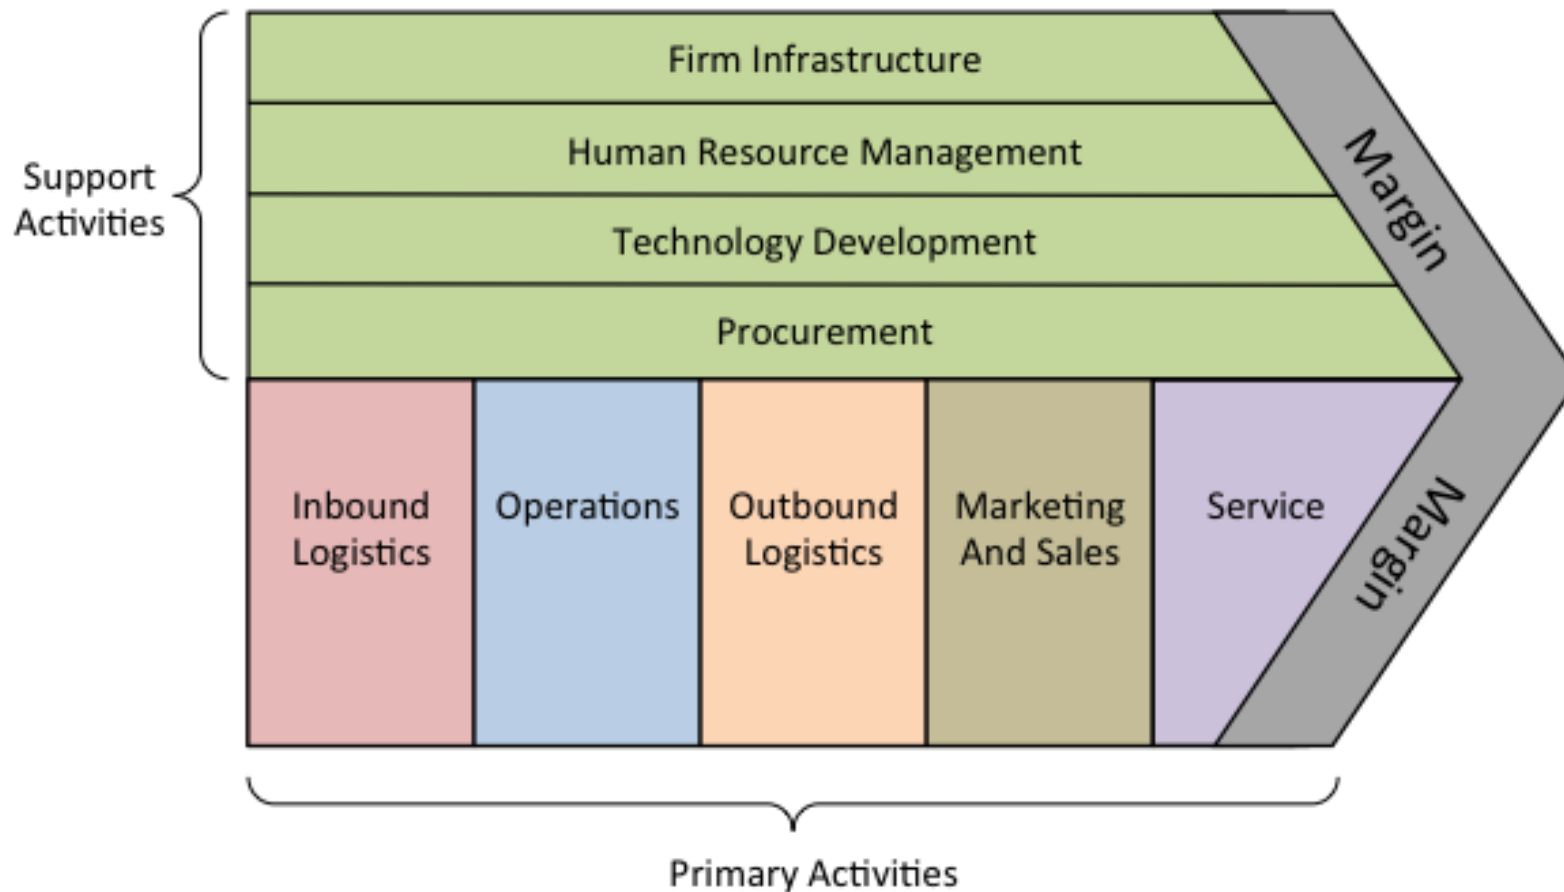 Firm Infrastructure
Human Resource Management
Technology Development
Procurement
Support
Activities
Margin
Inbound
Logistics
Operations
Outbound
Logistics
Marketing
And Sales
Service
Margin
Primary Activities